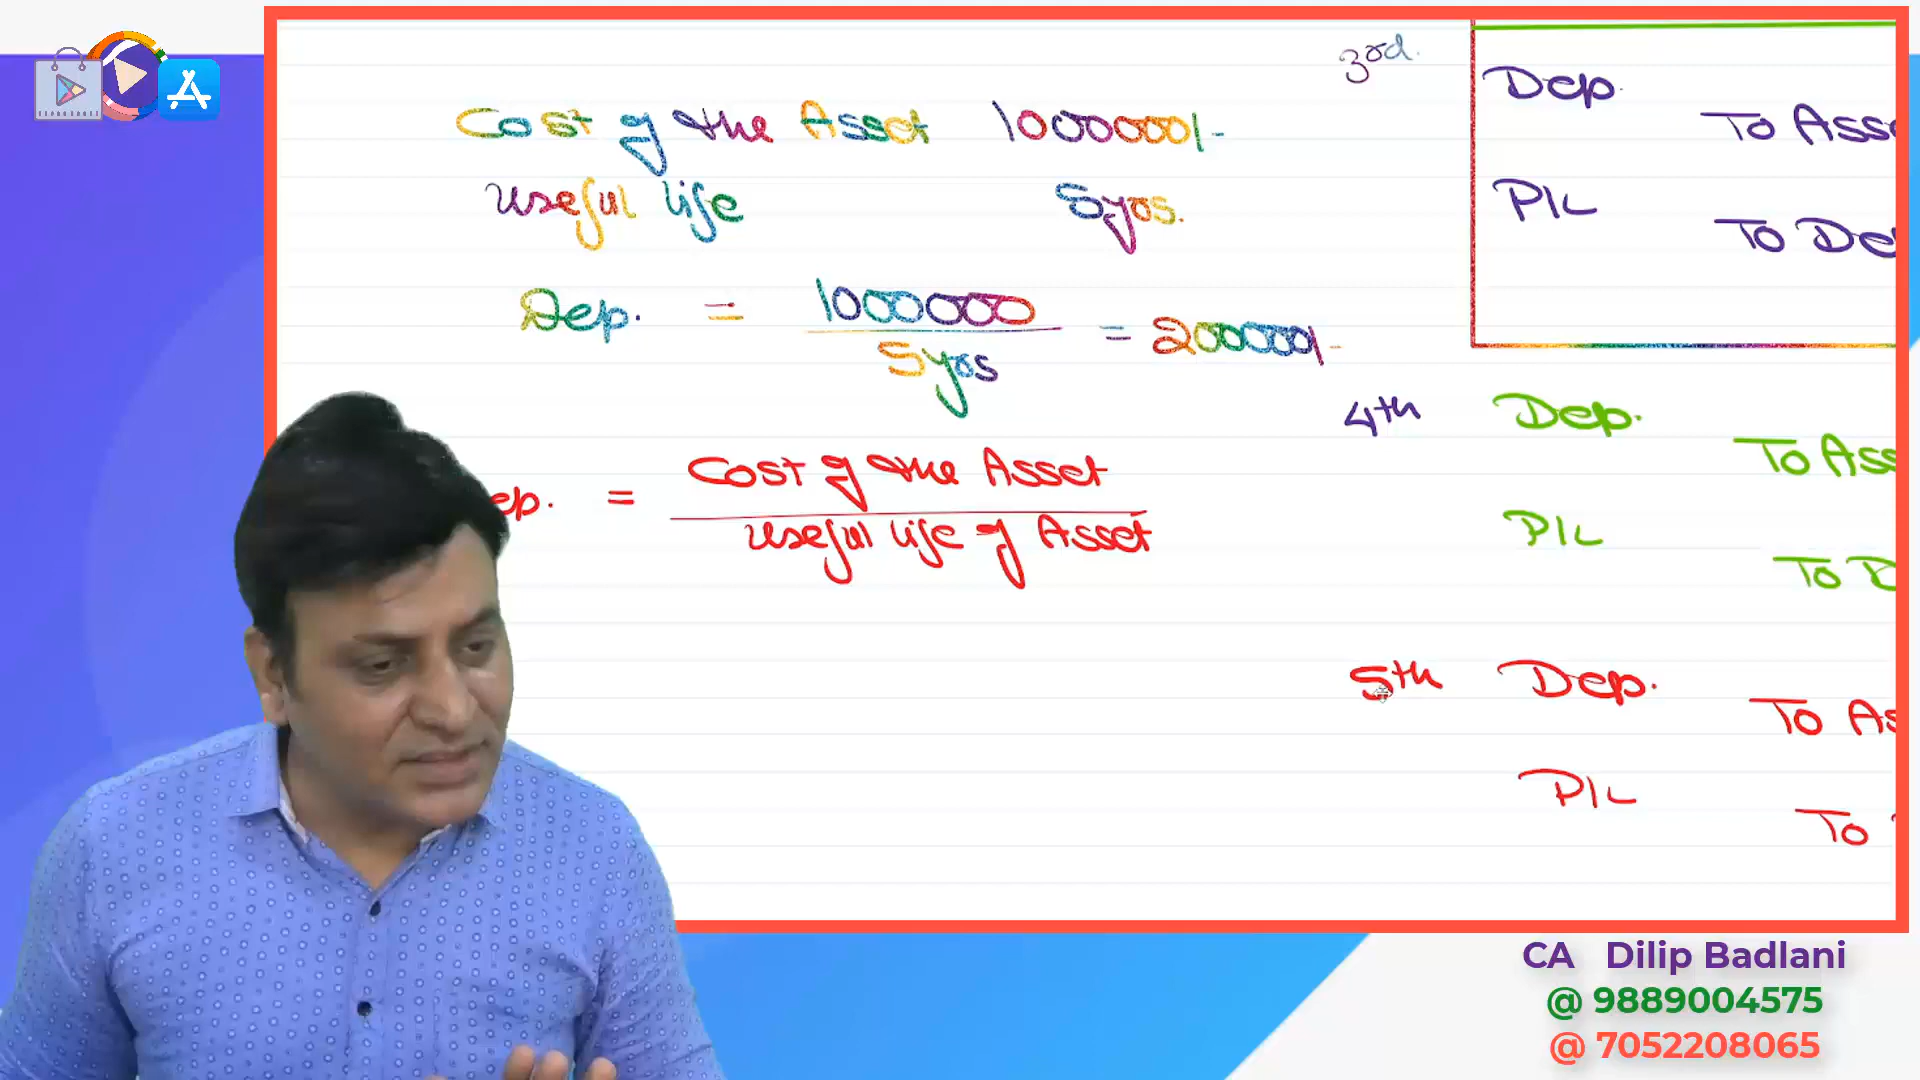 3rd.
Dep.
Cost of the Asset 1000000/-
To Asse
useful life 5yrs.
P/L
To De
Dep. = 1000000 = 200000/-
5yrs
4th Dep.
To Ass
Cost of the Asset
ep. =
useful life of Asset
P/L
To D
5th Dep.
To As
P/L
To
CA Dilip Badlani
@ 9889004575
@ 7052208065